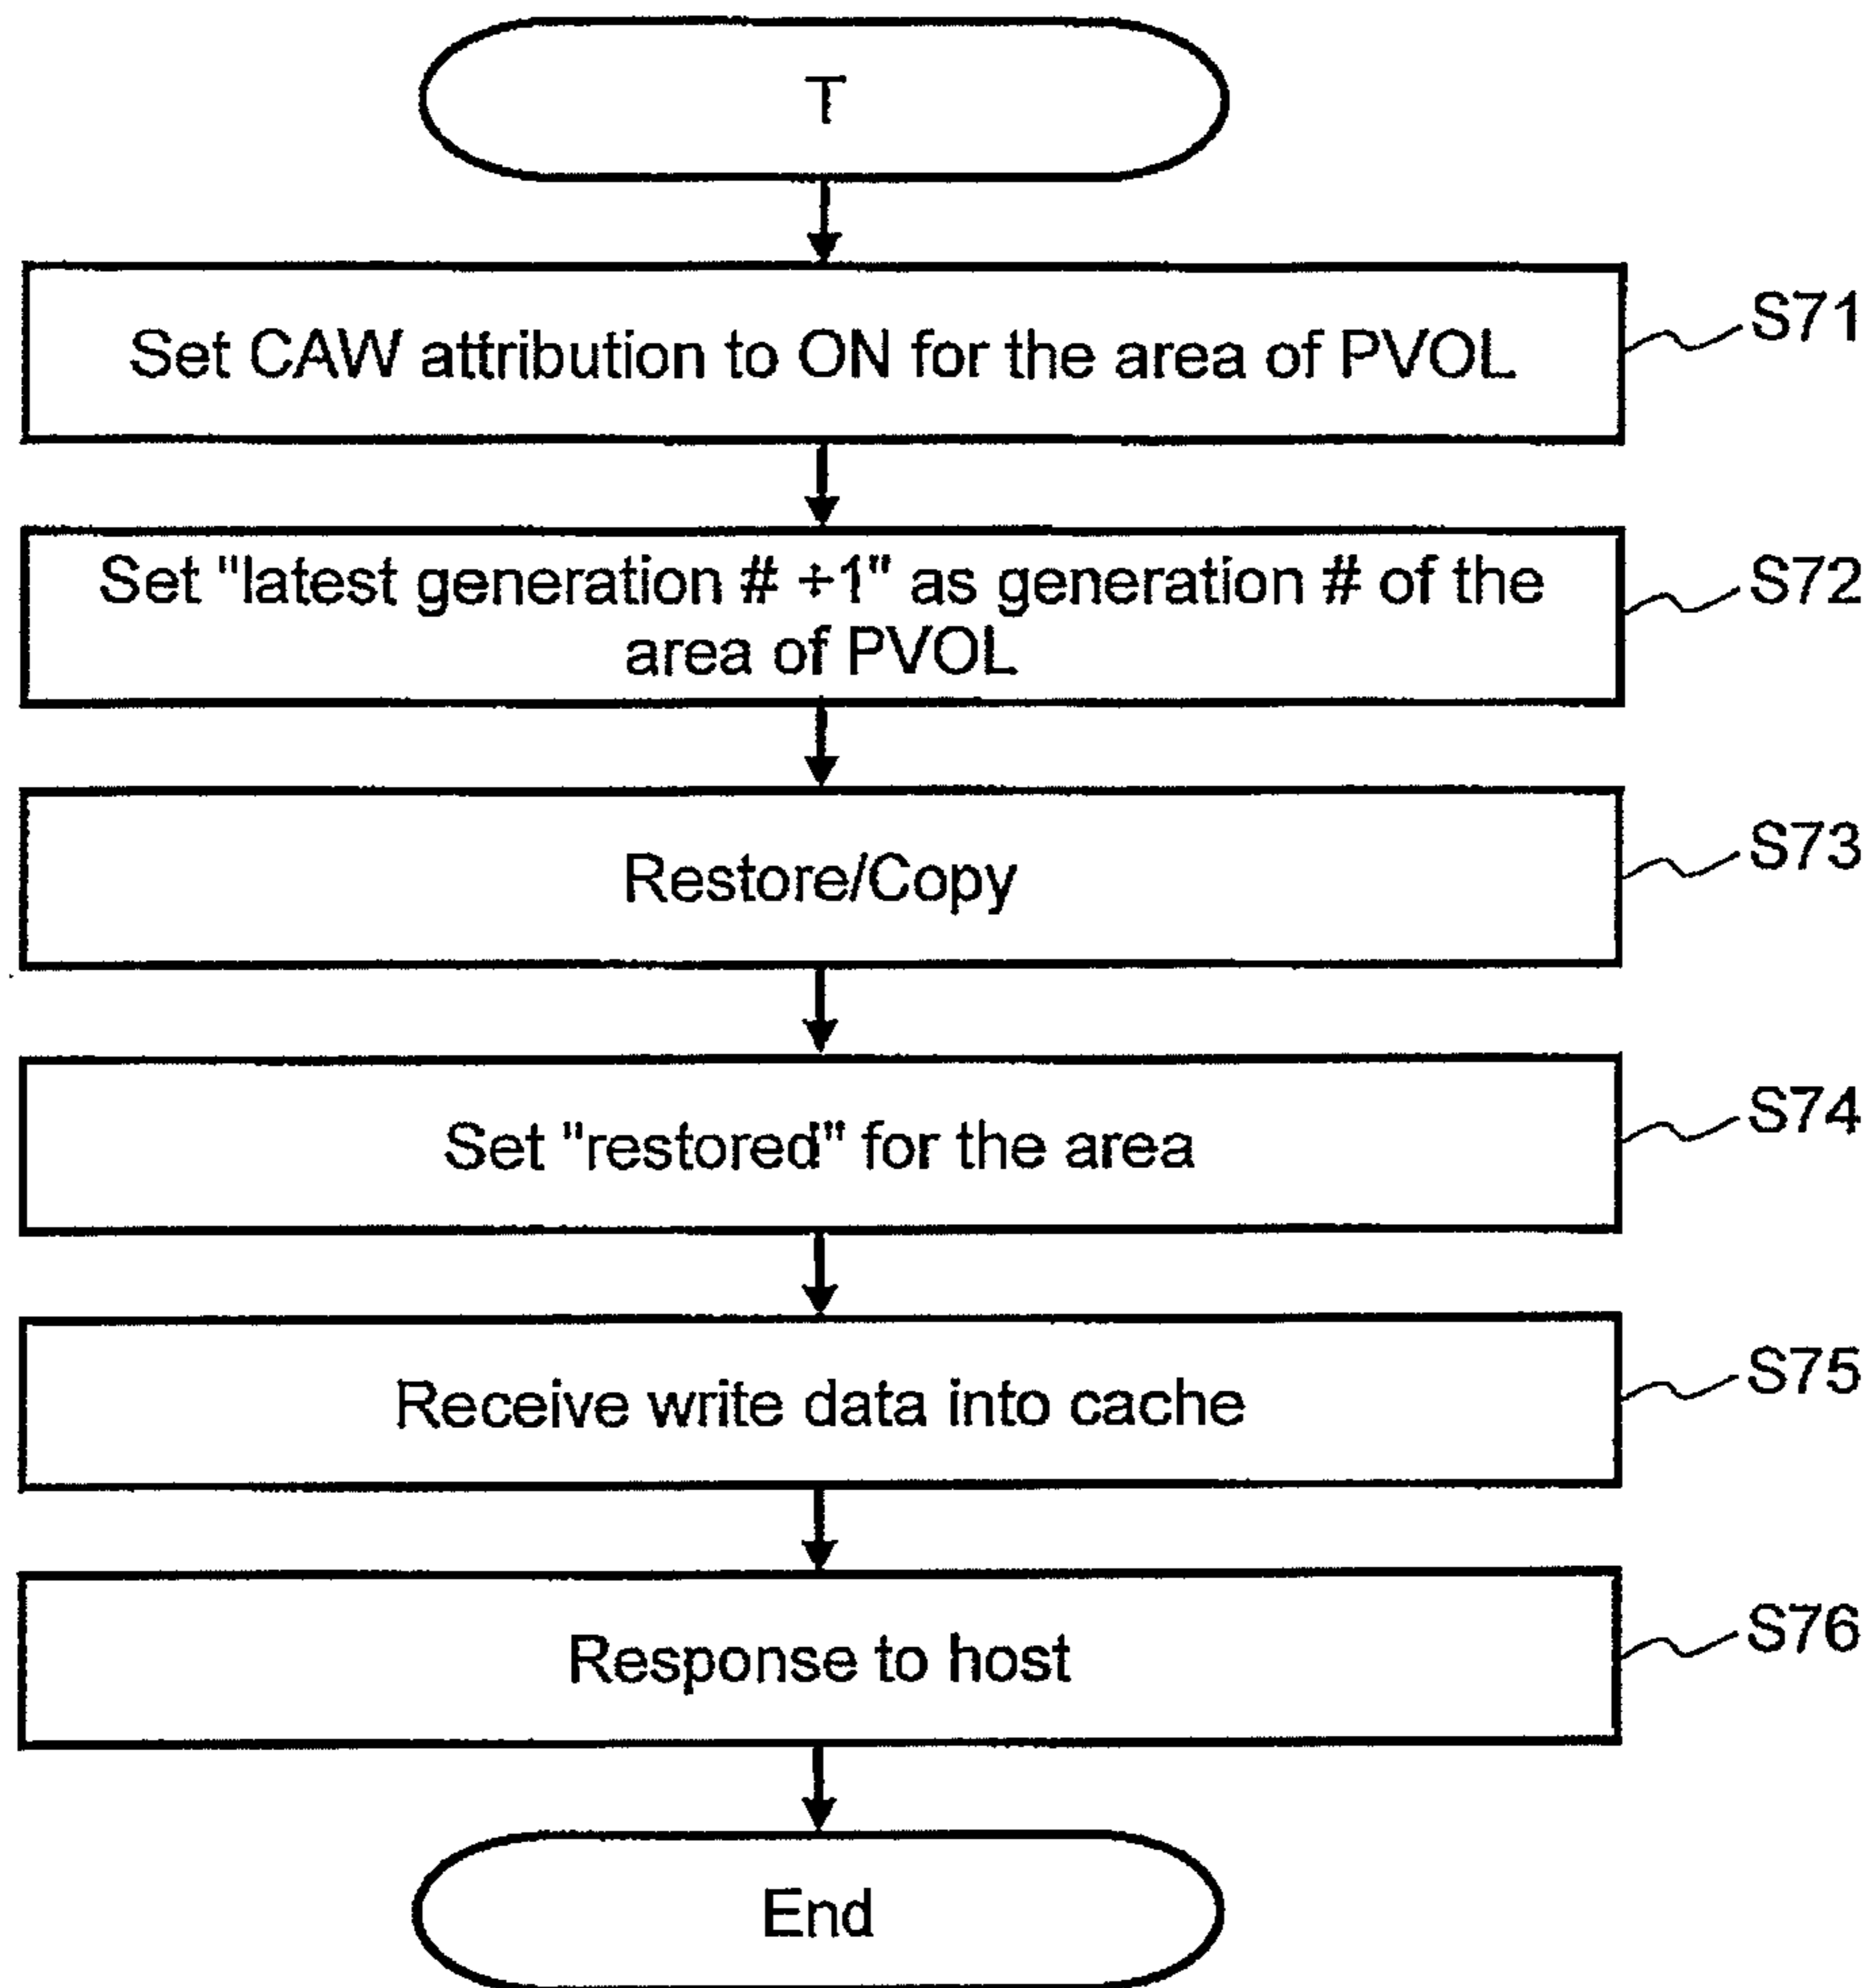 T
Set CAW attribution to ON for the area of PVOL
S71
Set "latest generation # +1" as generation # of the
area of PVOL
S72
Restore/Copy
S73
Set "restored" for the area
S74
Receive write data into cache
S75
Response to host
S76
End